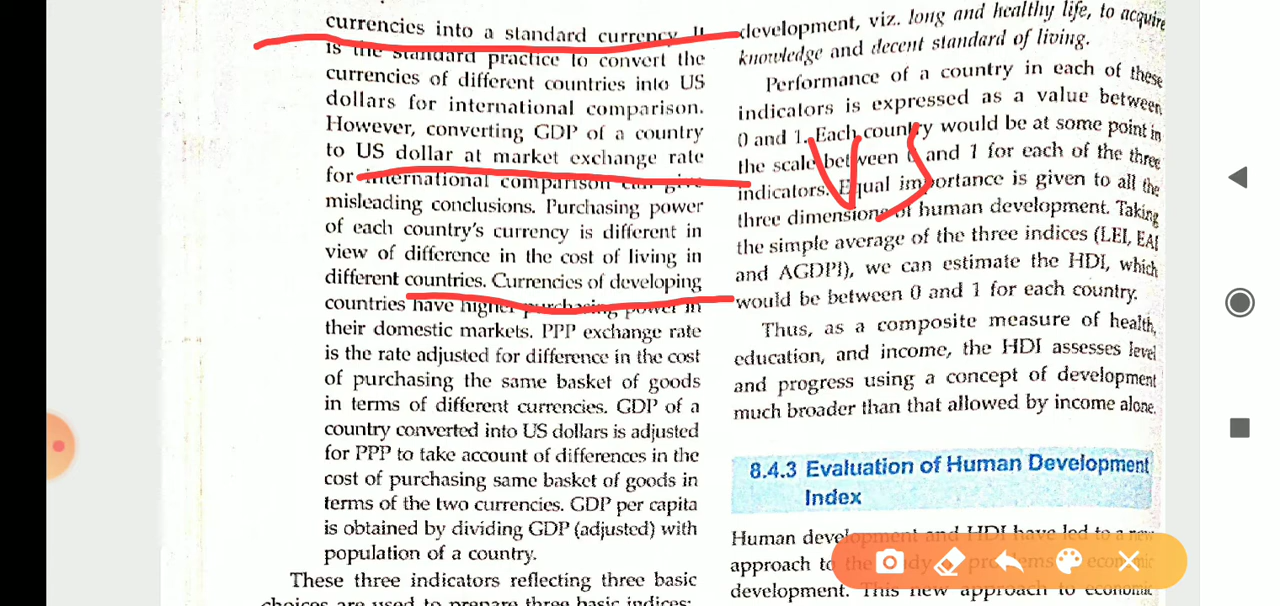 currencies into a standard currency. It
is the standard practice to convert the
currencies of different countries into US
dollars for international comparison.
However, converting GDP of a country
to US dollar at market exchange rate
for international comparison can give
misleading conclusions. Purchasing power
of each country's currency is different in
view of difference in the cost of living in
different countries. Currencies of developing
countries have higher purchasing power in
their domestic markets. PPP exchange rate
is the rate adjusted for difference in the cost
of purchasing the same basket of goods
in terms of different currencies. GDP of a
country converted into US dollars is adjusted
for PPP to take account of differences in the
cost of purchasing same basket of goods in
terms of the two currencies. GDP per capita
is obtained by dividing GDP (adjusted) with
population of a country.
These three indicators reflecting three basic
choices are used to prepare three basic indices:
development, viz. long and healthy life, to acquire
knowledge and decent standard of living.
Performance of a country in each of these
indicators is expressed as a value between
0 and 1. Each country would be at some point in
the scale between 0 and 1 for each of the three
indicators. Equal importance is given to all the
three dimensions of human development. Taking
the simple average of the three indices (LEI, EAI
and AGDPI), we can estimate the HDI, which
would be between 0 and 1 for each country.
Thus, as a composite measure of health,
education, and income, the HDI assesses level
and progress using a concept of development
much broader than that allowed by income alone.
VS
8.4.3 Evaluation of Human Development
Index
Human development and HDI have led to a new
approach to the study problems economic
development. This new approach to economic